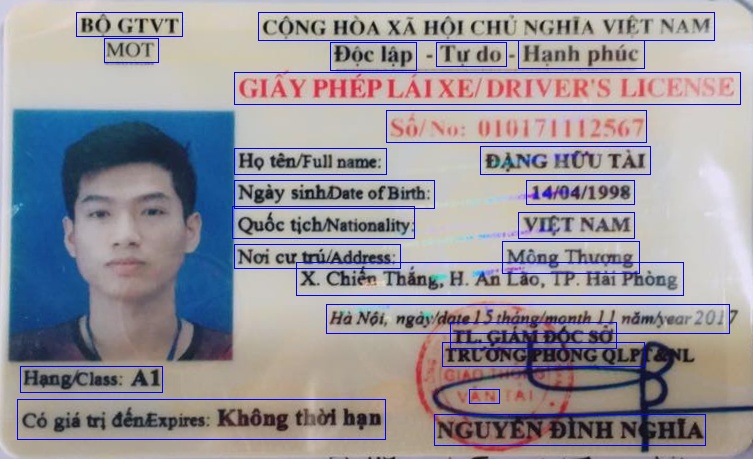 BỘ GTVT
MOT
CỘNG HÒA XÃ HỘI CHỦ NGHĨA VIỆT NAM
Độc lập - Tự do - Hạnh phúc
GIẤY PHÉP LÁI XE/ DRIVER'S LICENSE
Số/ No: 010171112567
Họ tên/Full name: ĐẶNG HỮU TÀI
Ngày sinh/Date of Birth: 14/04/1998
Quốc tịch/Nationality: VIỆT NAM
Nơi cư trú/Address: Mông Thượng
X. Chiến Thắng, H. An Lão, TP. Hải Phòng
Hà Nội, ngày/date 15 tháng/month 11 năm/year 2017
TL. GIÁM ĐỐC SỞ
TRƯỞNG PHÒNG QLPT&NL
Hạng/Class: A1
GIAO THÔNG
VẬN TẢI
Có giá trị đến/Expires: Không thời hạn
NGUYỄN ĐÌNH NGHĨA